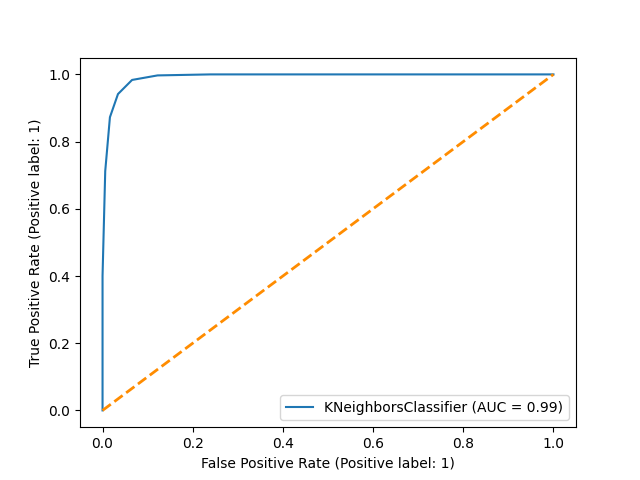 1.0
0.8
0.6
0.4
0.2
0.0
True Positive Rate (Positive label: 1)
KNeighborsClassifier (AUC = 0.99)
0.0 0.2 0.4 0.6 0.8 1.0
False Positive Rate (Positive label: 1)